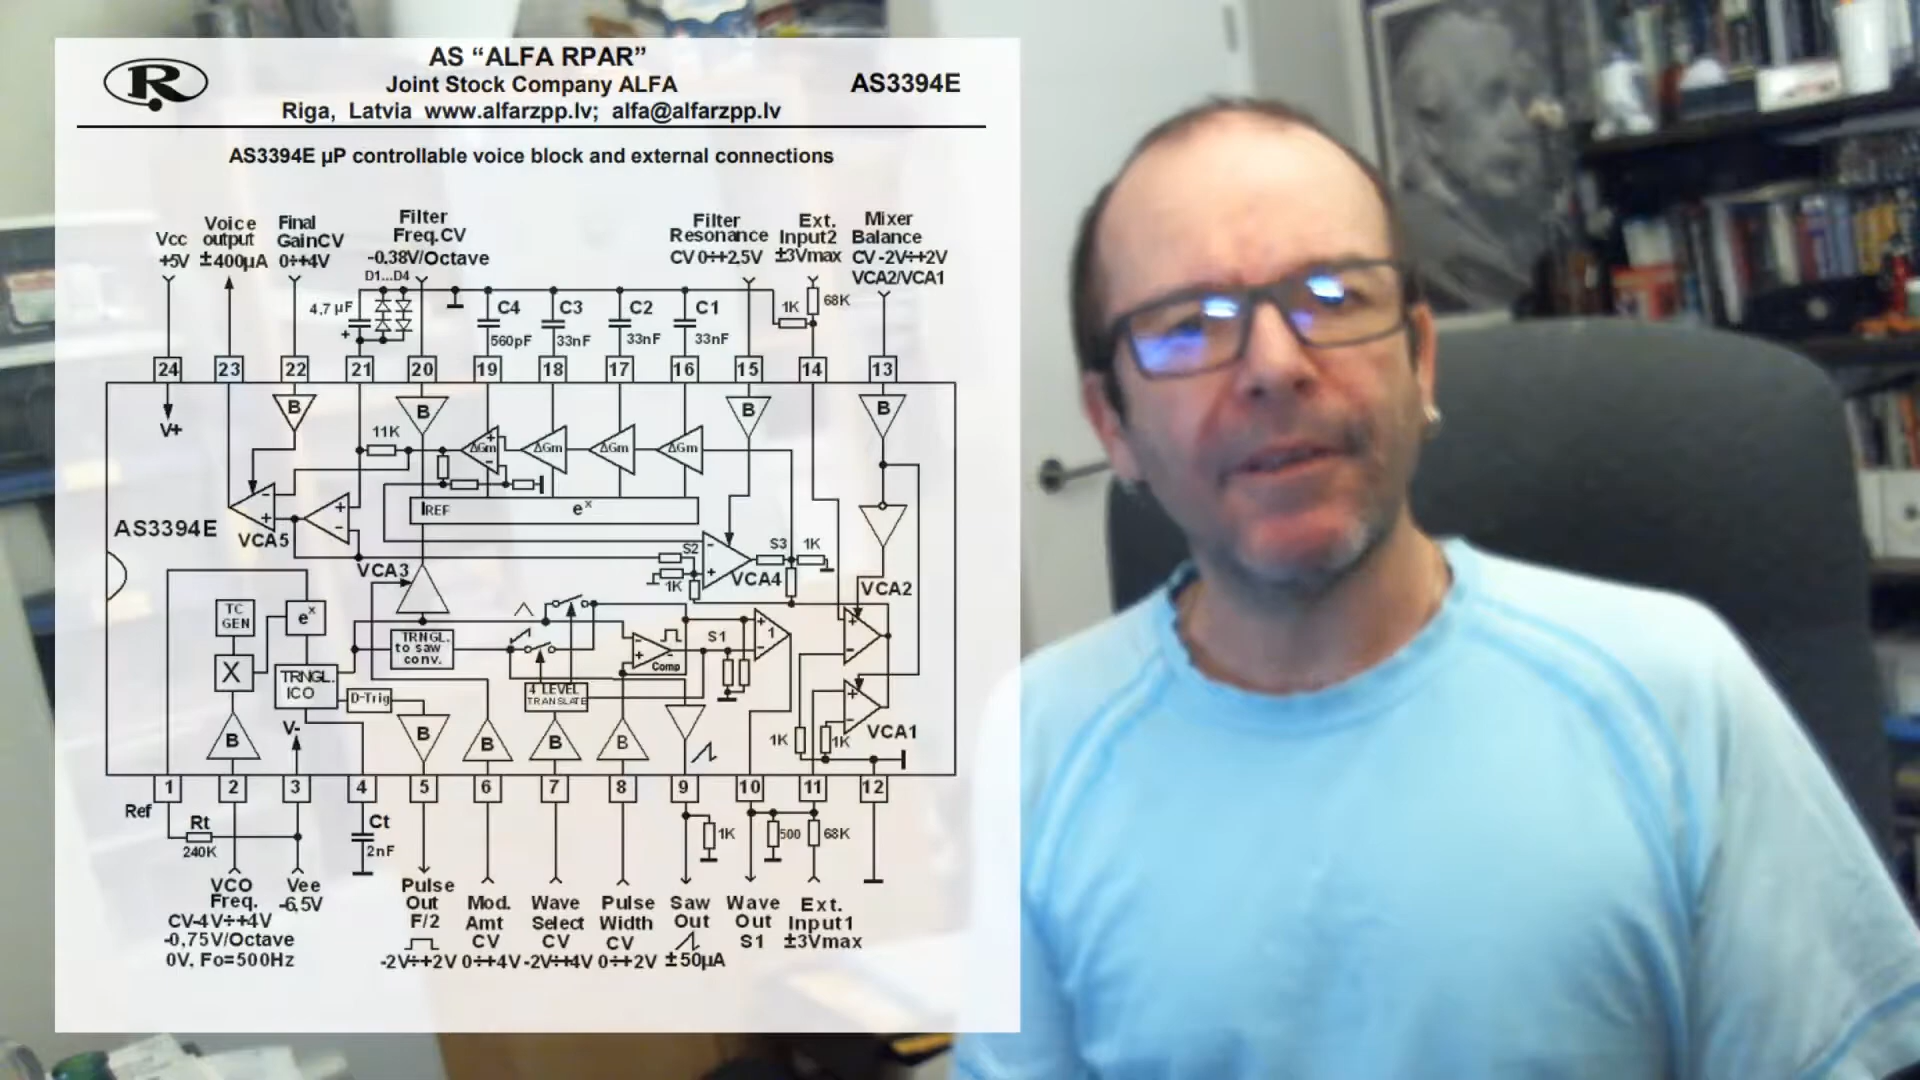 AS “ALFA RPAR”
Joint Stock Company ALFA
AS3394E
Riga, Latvia www.alfarzpp.lv; alfa@alfarzpp.lv
R
AS3394E µP controllable voice block and external connections
Vcc
+5V
Voice
output
±400µA
Final
GainCV
0÷+4V
Filter
Freq.CV
-0,38V/Octave
Filter
Resonance
CV 0÷+2,5V
Ext.
Input2
±3Vmax
Mixer
Balance
CV -2V÷+2V
VCA2/VCA1
D1...D4
4,7 µF
+
C4
560pF
C3
33nF
C2
33nF
C1
33nF
1K
68K
24
23
22
21
20
19
18
17
16
15
14
13
V+
B
B
B
B
11K
ΔGm
ΔGm
ΔGm
ΔGm
IREF
eˣ
AS3394E
VCA5
VCA3
S2
1K
VCA4
S3
1K
VCA2
TC
GEN
eˣ
X
TRNGL.
ICO
TRNGL.
to saw
conv.
D-Trig
Comp
S1
1
4 LEVEL
TRANSLATE
V-
B
B
B
B
B
1K
1K
VCA1
1
2
3
4
5
6
7
8
9
10
11
12
Ref
Rt
240K
Ct
2nF
1K
500
68K
VCO
Freq.
CV-4V÷+4V
-0,75V/Octave
0V, Fo=500Hz
Vee
-6,5V
Pulse
Out
F/2
-2V÷+2V
Mod.
Amt
CV
0÷+4V
Wave
Select
CV
-2V÷+4V
Pulse
Width
CV
0÷+2V
Saw
Out
±50µA
Wave
Out
S1
Ext.
Input1
±3Vmax